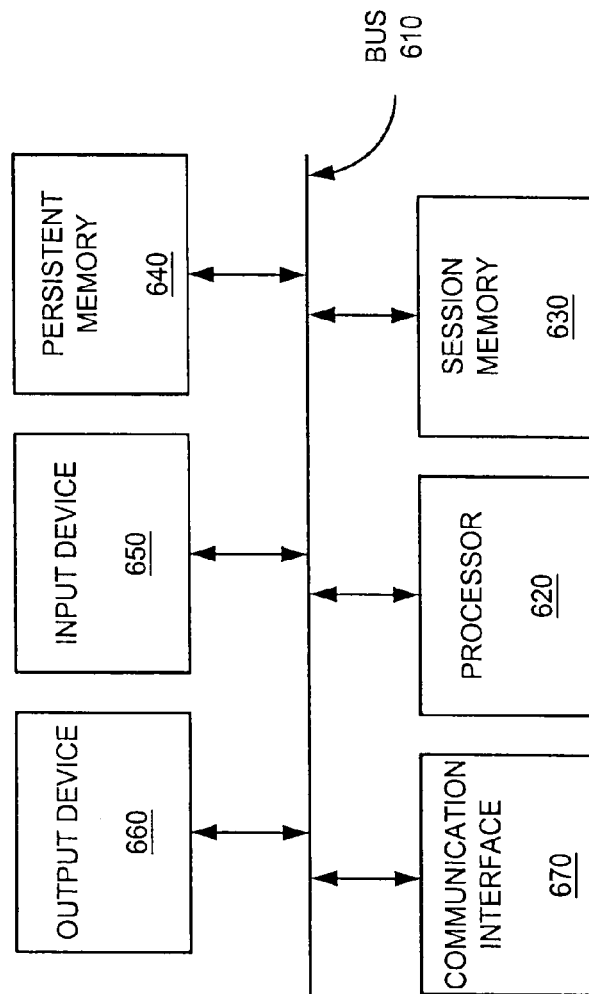 OUTPUT DEVICE
660
INPUT DEVICE
650
PERSISTENT
MEMORY
640
BUS
610
COMMUNICATION
INTERFACE
670
PROCESSOR
620
SESSION
MEMORY
630